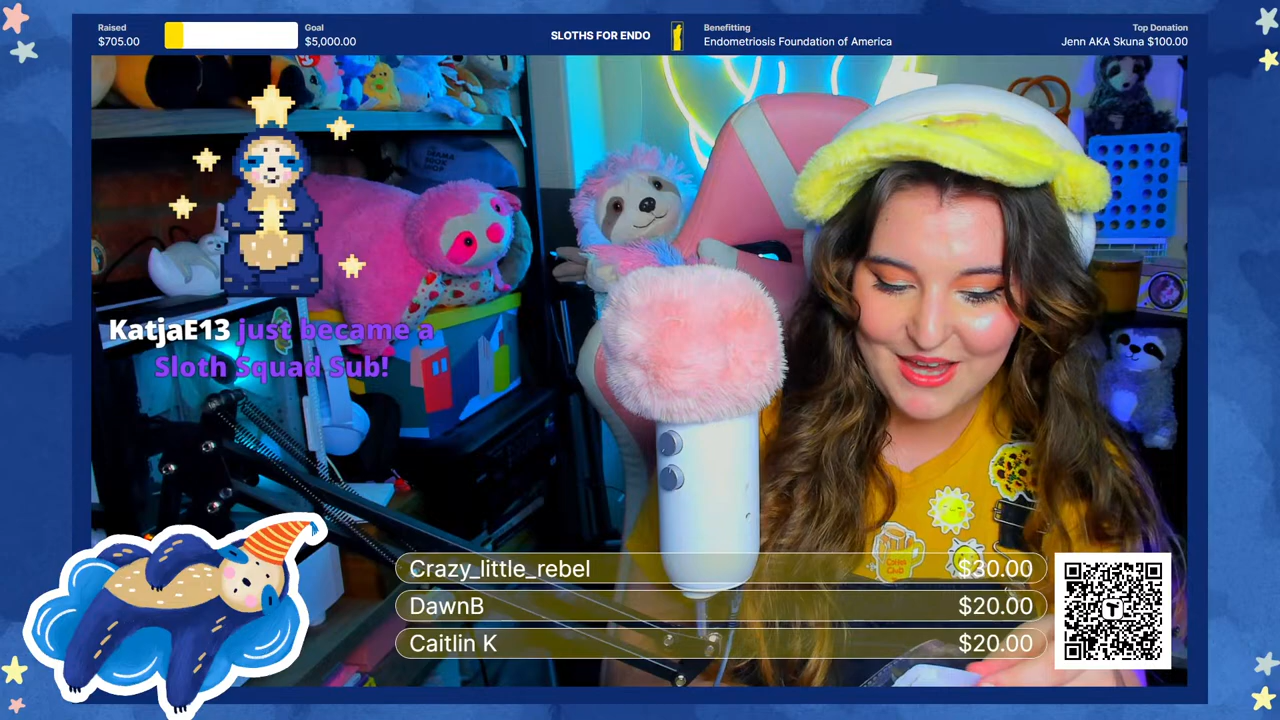 Raised
$705.00
Goal
$5,000.00
SLOTHS FOR ENDO
Benefitting
Endometriosis Foundation of America
Top Donation
Jenn AKA Skuna $100.00
KatjaE13 just became a
Sloth Squad Sub!
Crazy_little_rebel $30.00
DawnB $20.00
Caitlin K $20.00
T